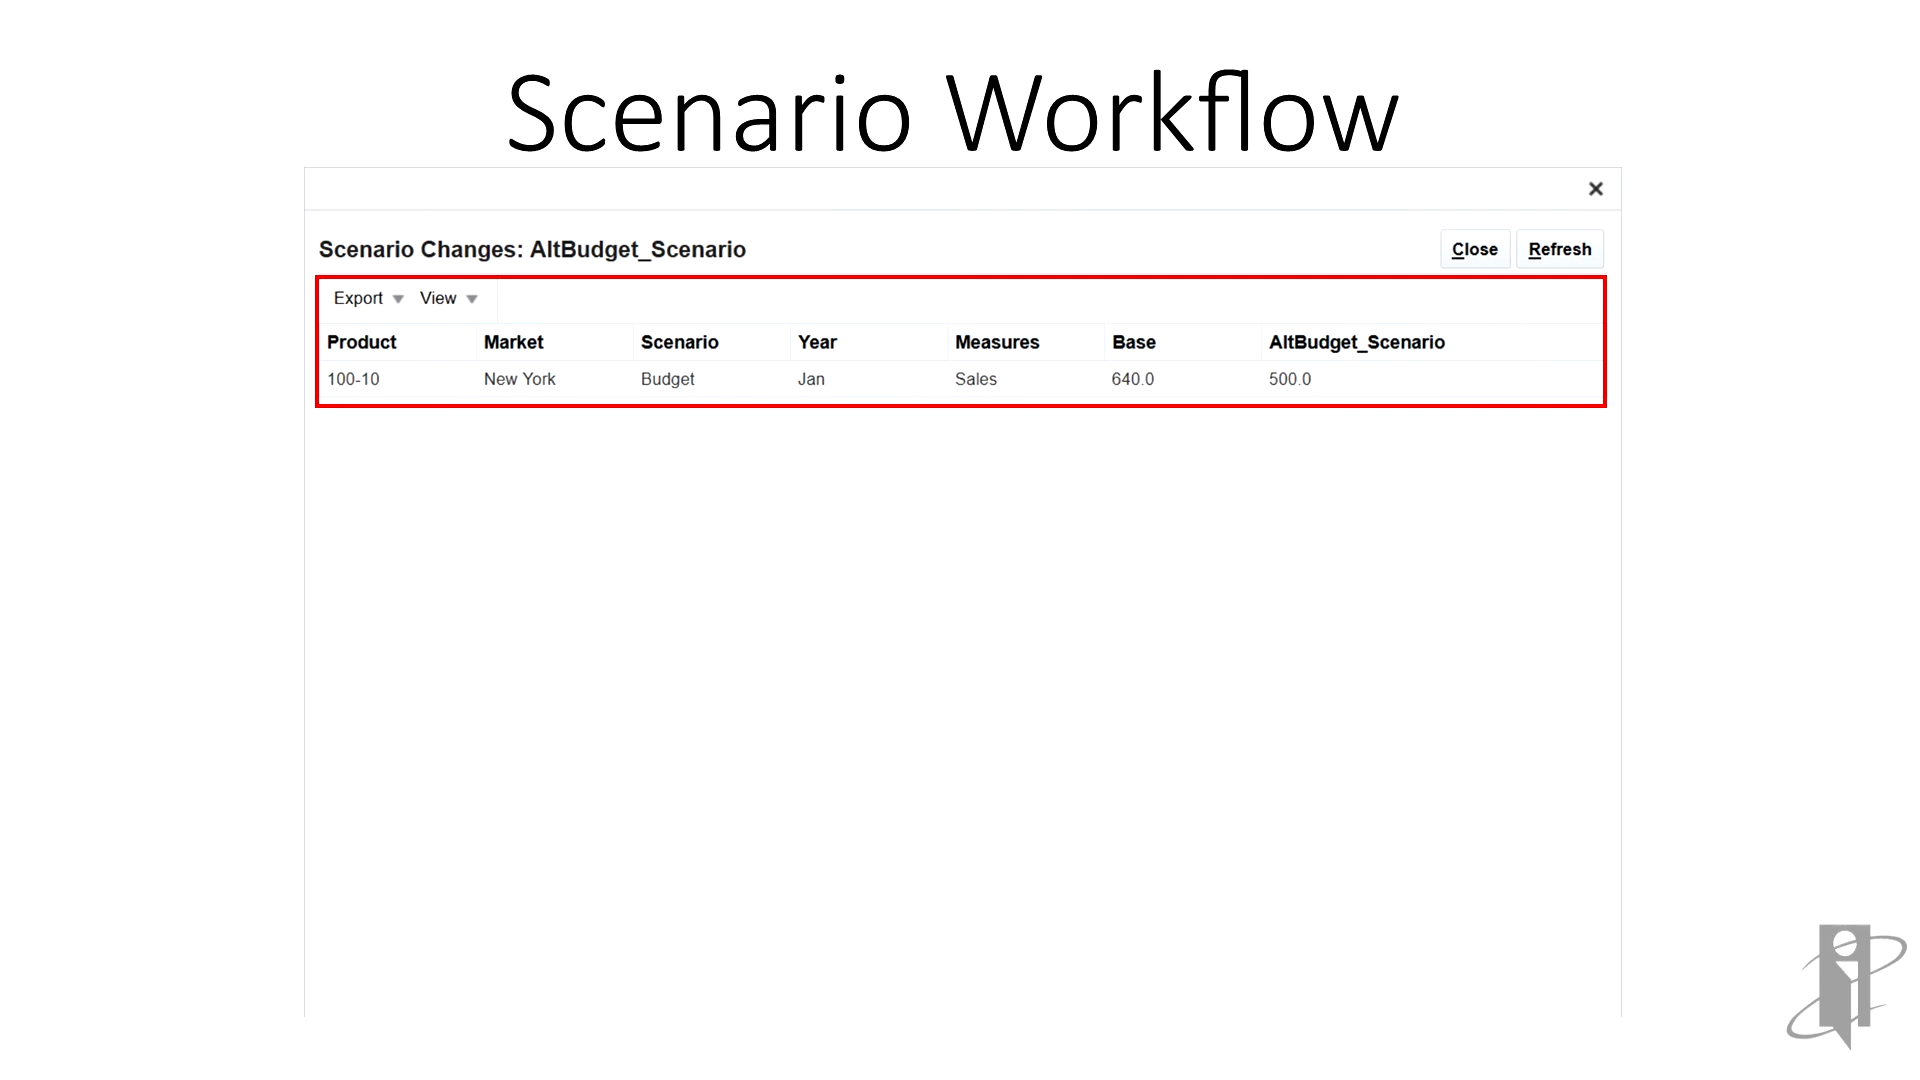 Scenario Workflow
Scenario Changes: AltBudget_Scenario Close Refresh
Export View
Product Market Scenario Year Measures Base AltBudget_Scenario
100-10 New York Budget Jan Sales 640.0 500.0